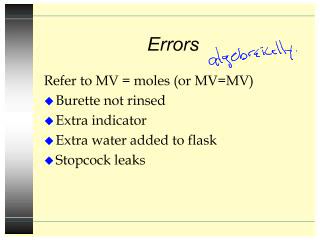 Errors
algebraically.
Refer to MV = moles (or MV=MV)
Burette not rinsed
Extra indicator
Extra water added to flask
Stopcock leaks